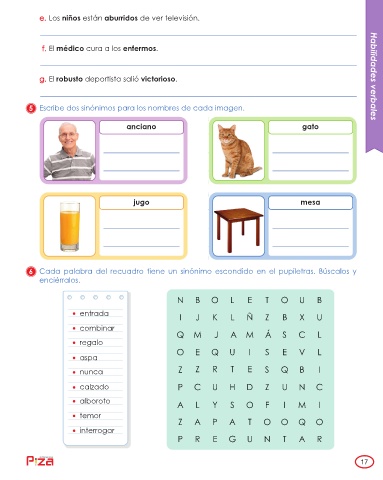 e. Los niños están aburridos de ver televisión.
f. El médico cura a los enfermos.
g. El robusto deportista salió victorioso.
Habilidades verbales
5 Escribe dos sinónimos para los nombres de cada imagen.
anciano
gato
jugo
mesa
6 Cada palabra del recuadro tiene un sinónimo escondido en el pupiletras. Búscalos y
enciérralos.
• entrada
• combinar
• regalo
• aspa
• nunca
• calzado
• alboroto
• temor
• interrogar
N B O L E T O U B
I J K L Ñ Z B X U
Q M J A M Á S C L
O E Q U I S E V L
Z Z R T E S Q B I
P C U H D Z U N C
A L Y S O F I M I
Z A P A T O O Q O
P R E G U N T A R
P:za
17